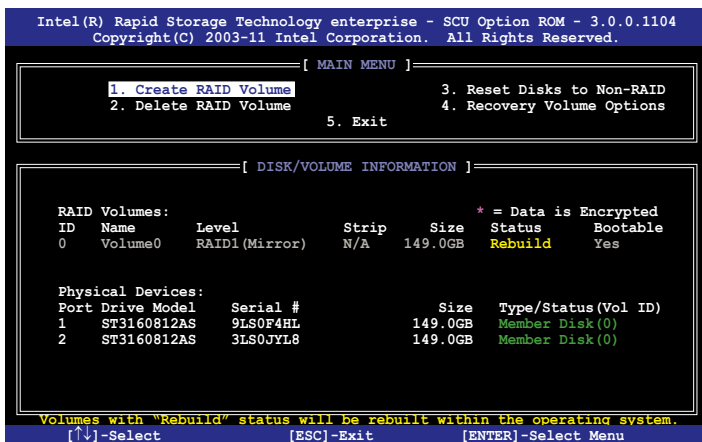 Intel(R) Rapid Storage Technology enterprise - SCU Option ROM - 3.0.0.1104
Copyright(C) 2003-11 Intel Corporation. All Rights Reserved.
[ MAIN MENU ]
1. Create RAID Volume 3. Reset Disks to Non-RAID
2. Delete RAID Volume 4. Recovery Volume Options
5. Exit
[ DISK/VOLUME INFORMATION ]
RAID Volumes: * = Data is Encrypted
ID Name Level Strip Size Status Bootable
0 Volume0 RAID1(Mirror) N/A 149.0GB Rebuild Yes
Physical Devices:
Port Drive Model Serial # Size Type/Status(Vol ID)
1 ST3160812AS 9LS0F4HL 149.0GB Member Disk(0)
2 ST3160812AS 3LS0JYL8 149.0GB Member Disk(0)
Volumes with “Rebuild” status will be rebuilt within the operating system.
[↑↓]-Select [ESC]-Exit [ENTER]-Select Menu